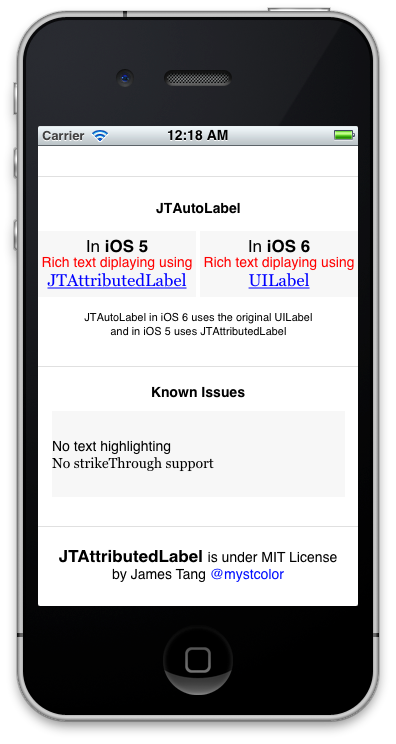 Carrier 12:18 AM
JTAutoLabel
In iOS 5
Rich text diplaying using
JTAttributedLabel
In iOS 6
Rich text diplaying using
UILabel
JTAutoLabel in iOS 6 uses the original UILabel
and in iOS 5 uses JTAttributedLabel
Known Issues
No text highlighting
No strikeThrough support
JTAttributedLabel is under MIT License
by James Tang @mystcolor